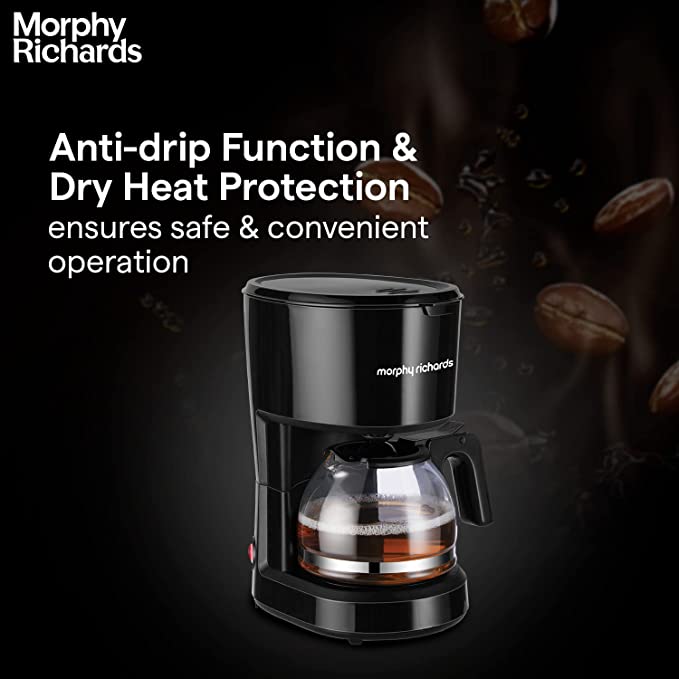 Morphy
Richards
Anti-drip Function &
Dry Heat Protection
ensures safe & convenient
operation
morphy richards